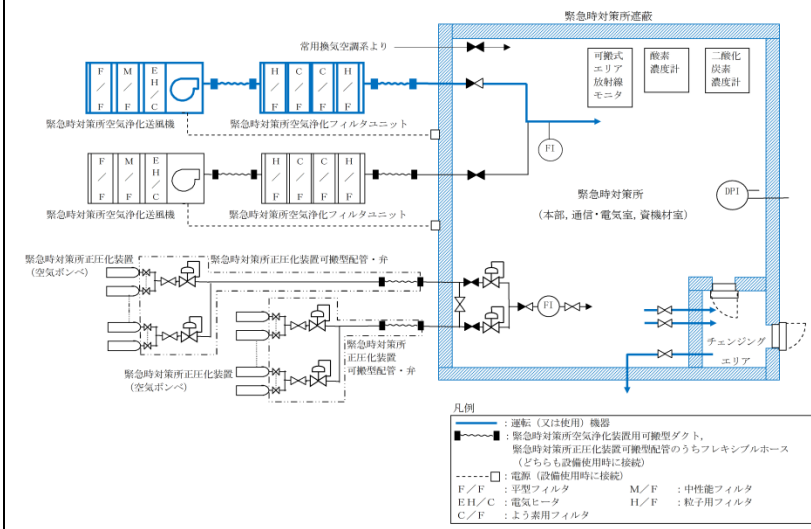 緊急時対策所遮蔽
常用換気空調系より
可搬式
エリア
放射線
モニタ
酸素
濃度計
二酸化
炭素
濃度計
F/F
M/F
EH/C
H/F
C/F
C/F
H/F
緊急時対策所空気浄化送風機
緊急時対策所空気浄化フィルタユニット
FI
F/F
M/F
EH/C
H/F
C/F
C/F
H/F
緊急時対策所空気浄化送風機
緊急時対策所空気浄化フィルタユニット
DPI
緊急時対策所
(本部,通信・電気室,資機材室)
緊急時対策所正圧化装置
(空気ボンベ)
緊急時対策所正圧化装置可搬型配管・弁
FI
緊急時対策所
正圧化装置
可搬型配管・弁
緊急時対策所正圧化装置
(空気ボンベ)
チェンジング
エリア
凡例
:運転(又は使用)機器
:緊急時対策所空気浄化装置用可搬型ダクト,
緊急時対策所正圧化装置可搬型配管のうちフレキシブルホース
(どちらも設備使用時に接続)
:電源(設備使用時に接続)
F/F :平型フィルタ M/F :中性能フィルタ
EH/C :電気ヒータ H/F :粒子用フィルタ
C/F :よう素用フィルタ